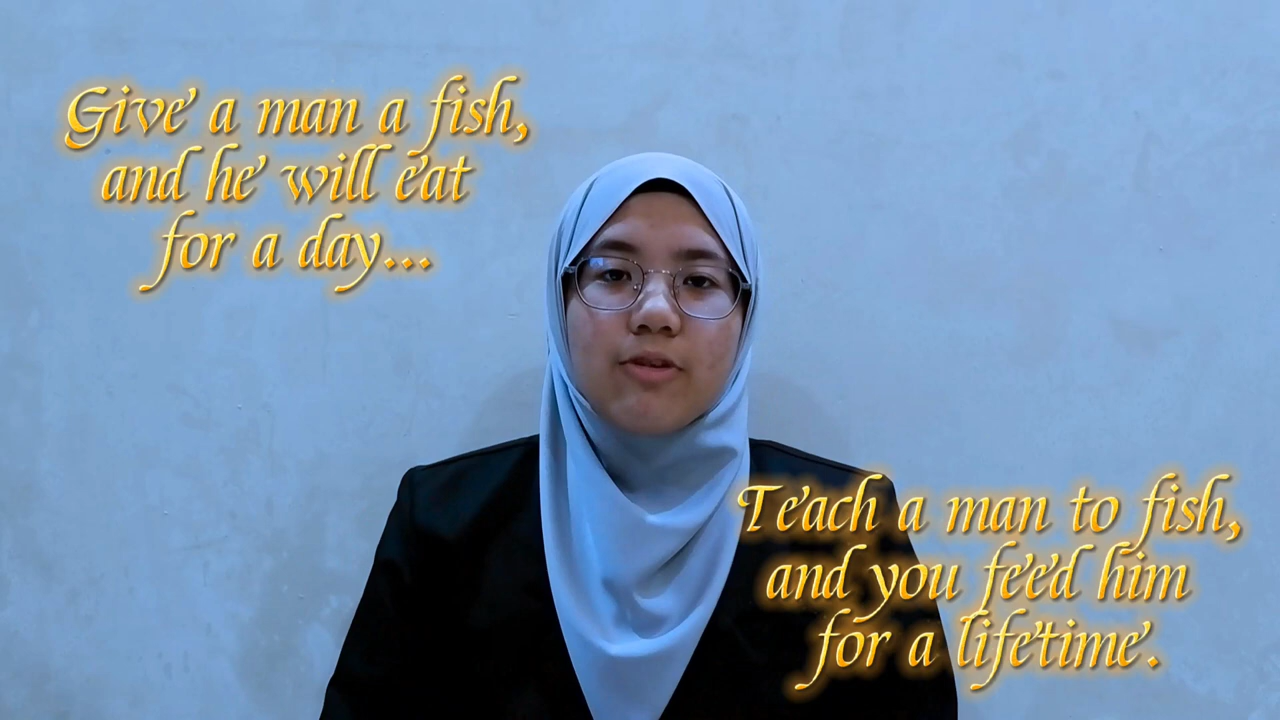 Give a man a fish,
and he will eat
for a day...
Teach a man to fish,
and you feed him
for a lifetime.